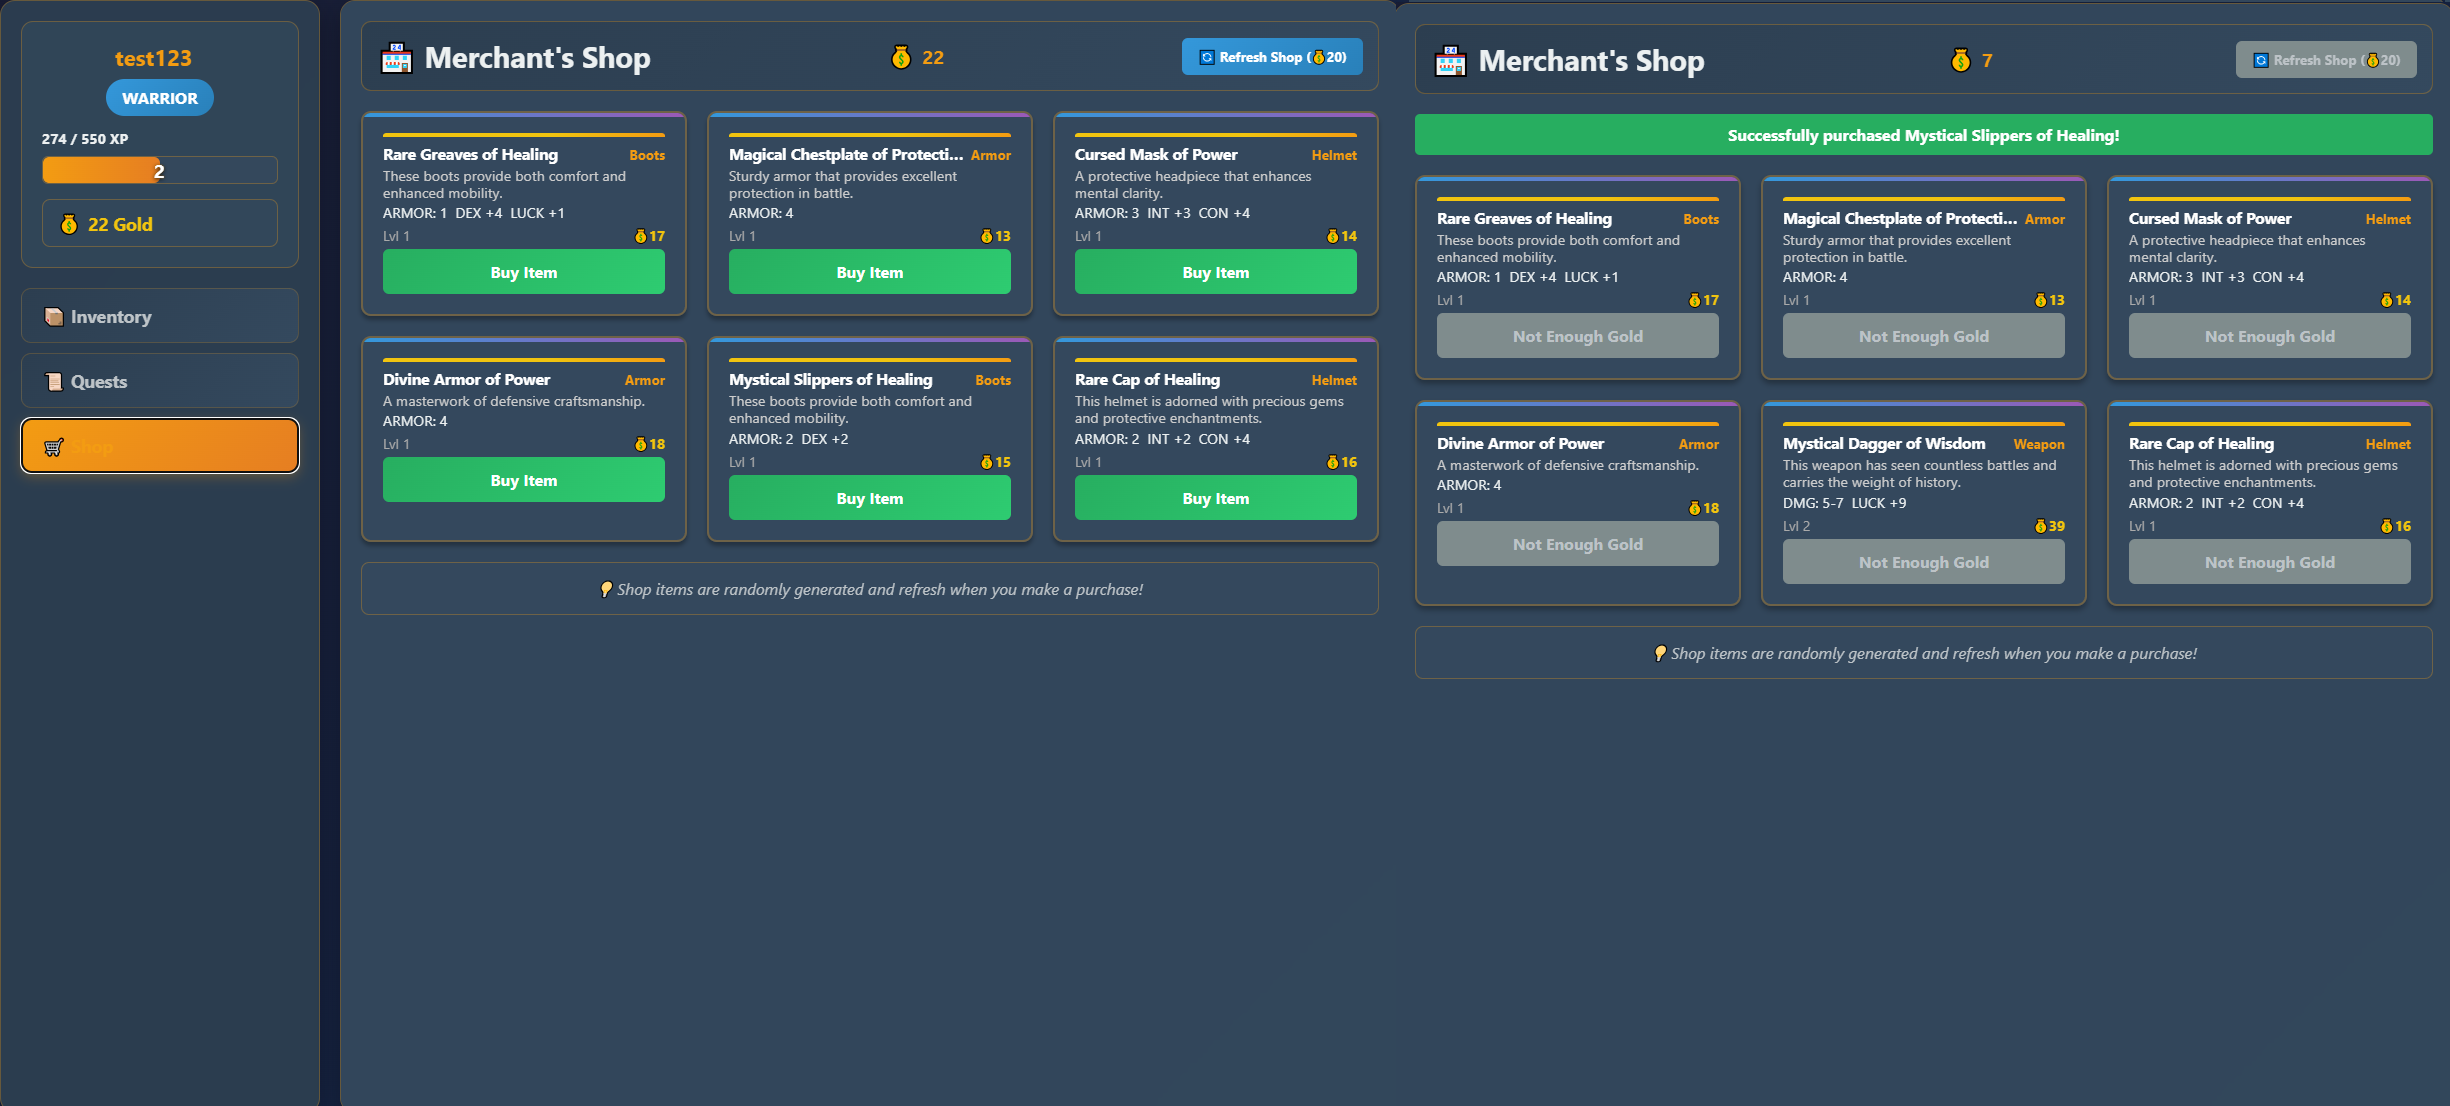 test123
WARRIOR
274 / 550 XP
2
22 Gold
Inventory
Quests
Shop
Merchant's Shop
22
Refresh Shop (20)
Rare Greaves of Healing Boots
These boots provide both comfort and
enhanced mobility.
ARMOR: 1 DEX +4 LUCK +1
Lvl 1 17
Buy Item
Magical Chestplate of Protecti... Armor
Sturdy armor that provides excellent
protection in battle.
ARMOR: 4
Lvl 1 13
Buy Item
Cursed Mask of Power Helmet
A protective headpiece that enhances
mental clarity.
ARMOR: 3 INT +3 CON +4
Lvl 1 14
Buy Item
Divine Armor of Power Armor
A masterwork of defensive craftsmanship.
ARMOR: 4
Lvl 1 18
Buy Item
Mystical Slippers of Healing Boots
These boots provide both comfort and
enhanced mobility.
ARMOR: 2 DEX +2
Lvl 1 15
Buy Item
Rare Cap of Healing Helmet
This helmet is adorned with precious gems
and protective enchantments.
ARMOR: 2 INT +2 CON +4
Lvl 1 16
Buy Item
Shop items are randomly generated and refresh when you make a purchase!
Merchant's Shop
7
Refresh Shop (20)
Successfully purchased Mystical Slippers of Healing!
Rare Greaves of Healing Boots
These boots provide both comfort and
enhanced mobility.
ARMOR: 1 DEX +4 LUCK +1
Lvl 1 17
Not Enough Gold
Magical Chestplate of Protecti... Armor
Sturdy armor that provides excellent
protection in battle.
ARMOR: 4
Lvl 1 13
Not Enough Gold
Cursed Mask of Power Helmet
A protective headpiece that enhances
mental clarity.
ARMOR: 3 INT +3 CON +4
Lvl 1 14
Not Enough Gold
Divine Armor of Power Armor
A masterwork of defensive craftsmanship.
ARMOR: 4
Lvl 1 18
Not Enough Gold
Mystical Dagger of Wisdom Weapon
This weapon has seen countless battles and
carries the weight of history.
DMG: 5-7 LUCK +9
Lvl 2 39
Not Enough Gold
Rare Cap of Healing Helmet
This helmet is adorned with precious gems
and protective enchantments.
ARMOR: 2 INT +2 CON +4
Lvl 1 16
Not Enough Gold
Shop items are randomly generated and refresh when you make a purchase!